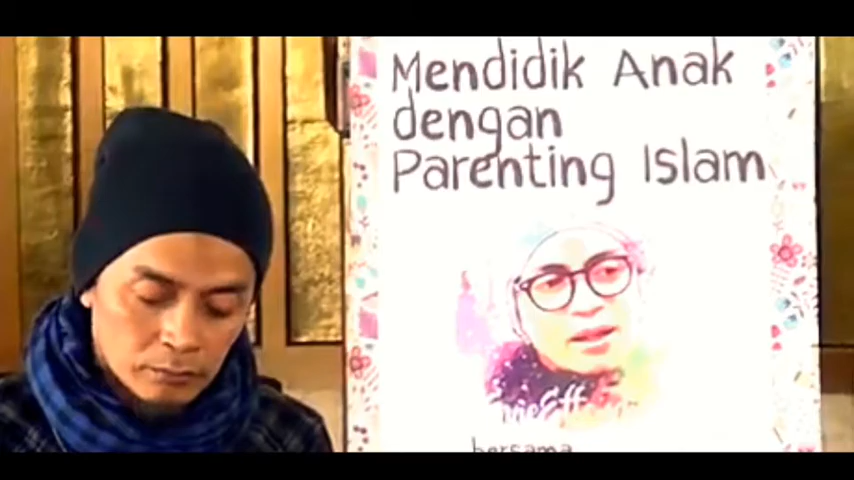 Mendidik Anak
dengan
Parenting Islam
bersama